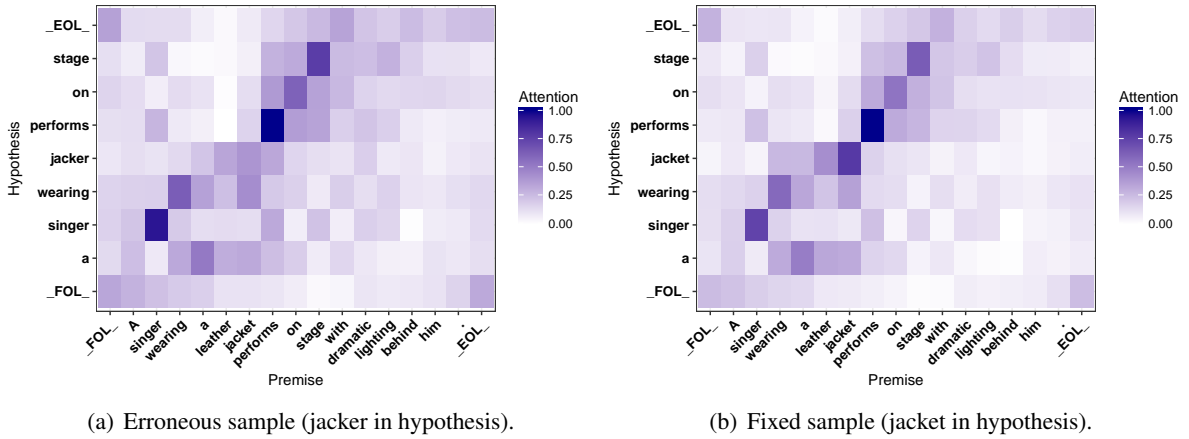 _EOL_
stage
on
performs
jacker
wearing
singer
a
_FOL_
Hypothesis
_FOL_
A
singer
wearing
a
leather
jacket
performs
on
stage
with
dramatic
lighting
behind
him
.
_EOL_
Premise
Attention
1.00
0.75
0.50
0.25
0.00
(a) Erroneous sample (jacker in hypothesis).
_EOL_
stage
on
performs
jacket
wearing
singer
a
_FOL_
Hypothesis
_FOL_
A
singer
wearing
a
leather
jacket
performs
on
stage
with
dramatic
lighting
behind
him
.
_EOL_
Premise
Attention
1.00
0.75
0.50
0.25
0.00
(b) Fixed sample (jacket in hypothesis).